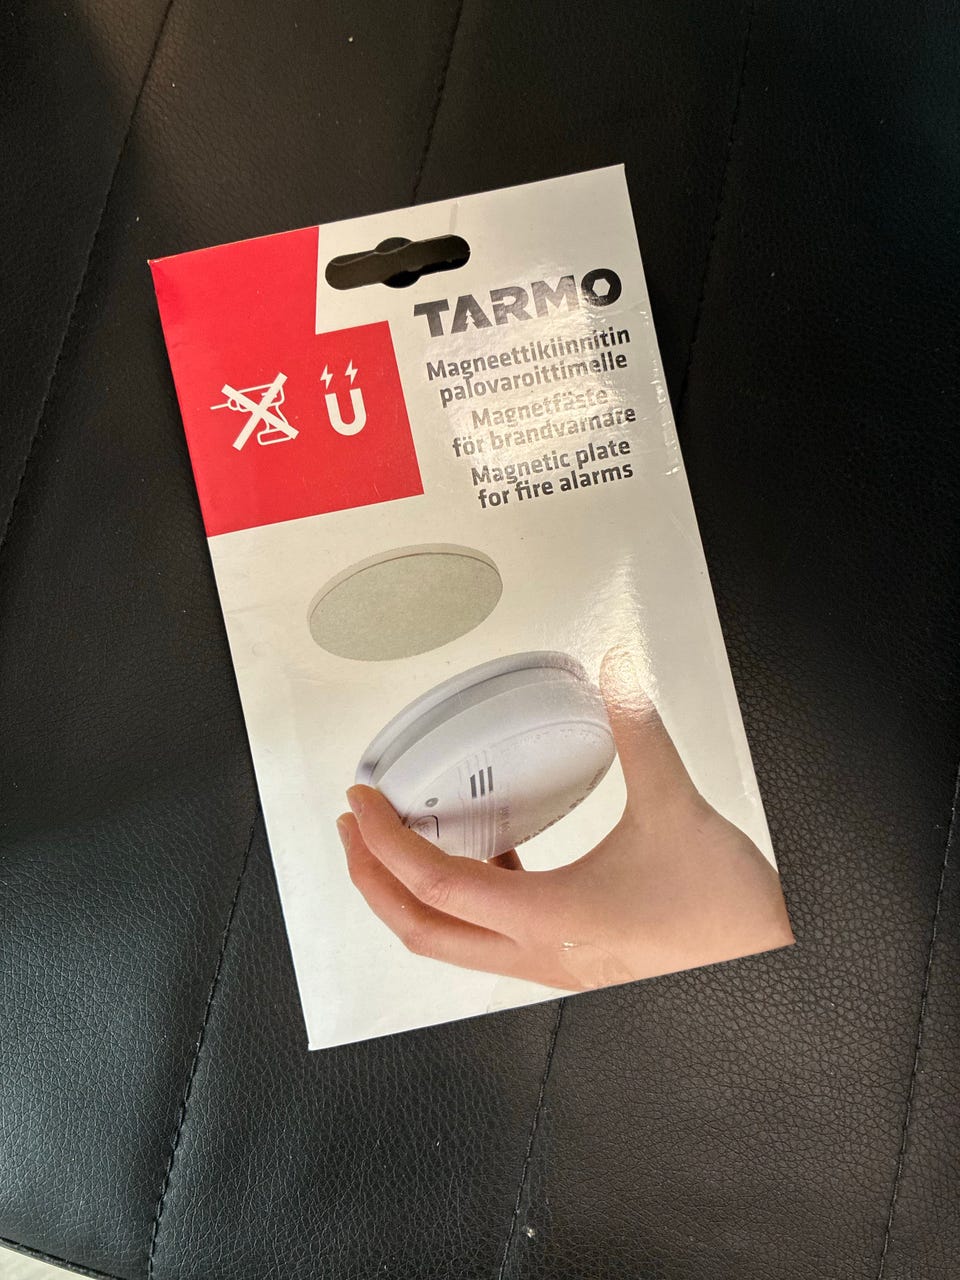 TARMO
Magneettikiinnitin
palovaroittimelle
Magnetfäste
för brandvarnare
Magnetic plate
for fire alarms